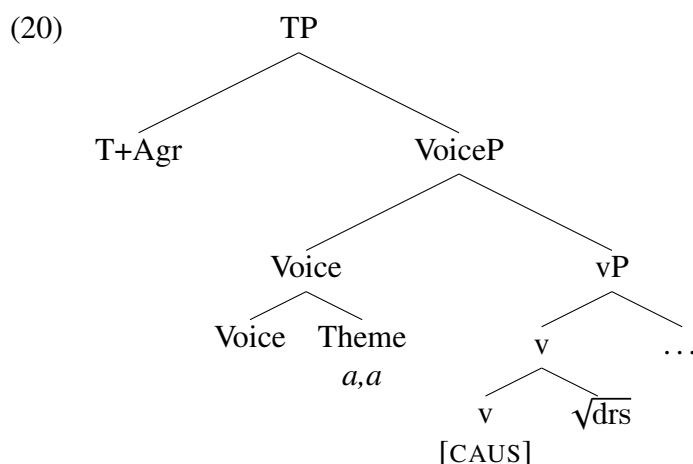 (20) TP
T+Agr VoiceP
Voice vP
Voice Theme v ...
a,a
v √drs
[CAUS]